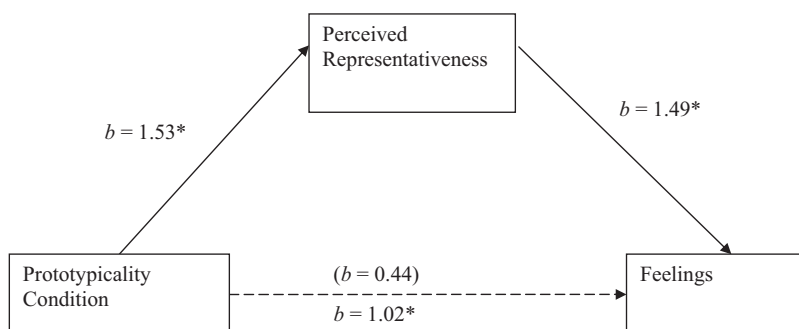 Perceived
Representativeness
b = 1.53*
b = 1.49*
Prototypicality
Condition
(b = 0.44)
b = 1.02*
Feelings